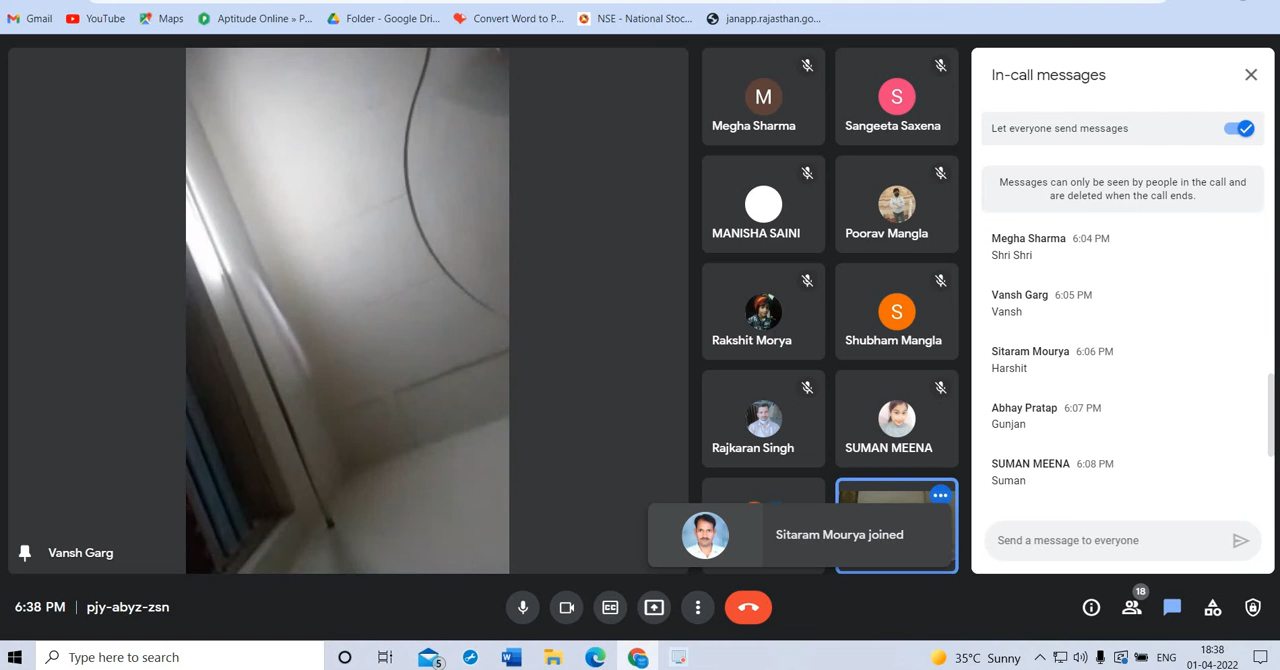 Gmail
YouTube
Maps
Aptitude Online » P...
Folder - Google Dri...
Convert Word to P...
NSE - National Stoc...
janapp.rajasthan.go...
M
Megha Sharma
S
Sangeeta Saxena
MANISHA SAINI
Poorav Mangla
Rakshit Morya
S
Shubham Mangla
Rajkaran Singh
SUMAN MEENA
Sitaram Mourya joined
Vansh Garg
In-call messages
Let everyone send messages
Messages can only be seen by people in the call and
are deleted when the call ends.
Megha Sharma 6:04 PM
Shri Shri
Vansh Garg 6:05 PM
Vansh
Sitaram Mourya 6:06 PM
Harshit
Abhay Pratap 6:07 PM
Gunjan
SUMAN MEENA 6:08 PM
Suman
Send a message to everyone
6:38 PM | pjy-abyz-zsn
CC
18
Type here to search
5
W
35°C Sunny
ENG
18:38
01-04-2022